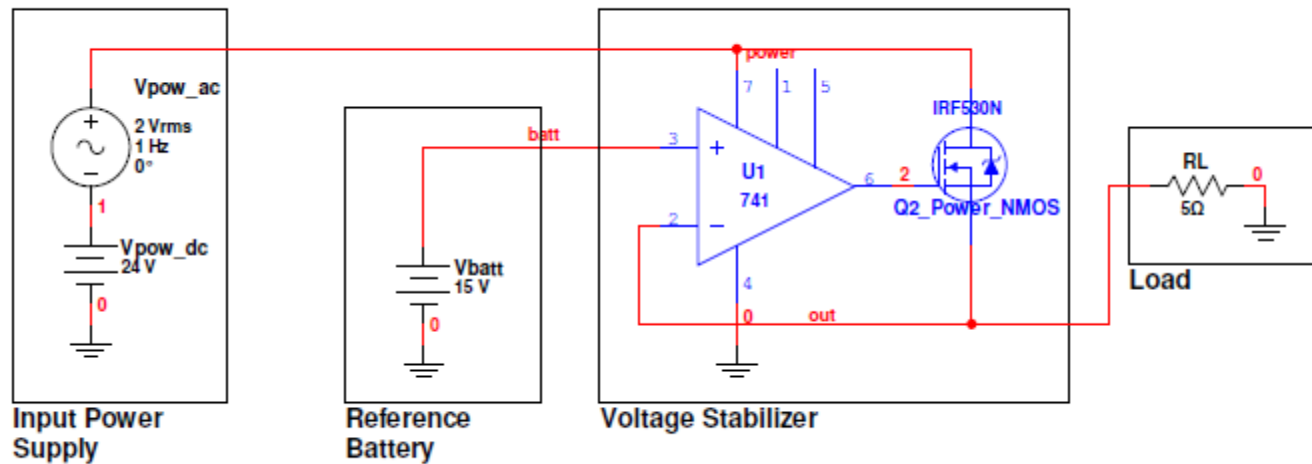 Vpow_ac
2 Vrms
1 Hz
0°
1
Vpow_dc
24 V
0
Input Power
Supply
batt
Vbatt
15 V
0
Reference
Battery
power
7
1
5
3
U1
741
6
2
2
4
0
out
IRF530N
Q2_Power_NMOS
Voltage Stabilizer
RL
5Ω
0
Load